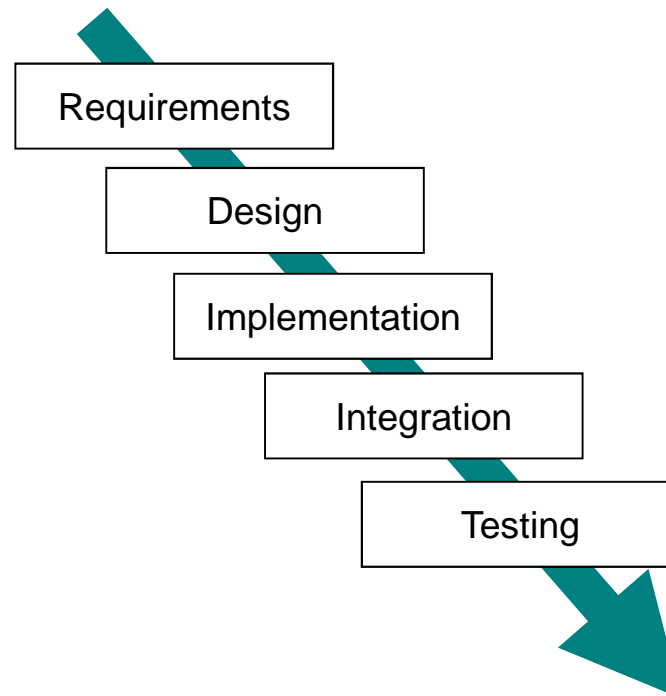 Requirements
Design
Implementation
Integration
Testing